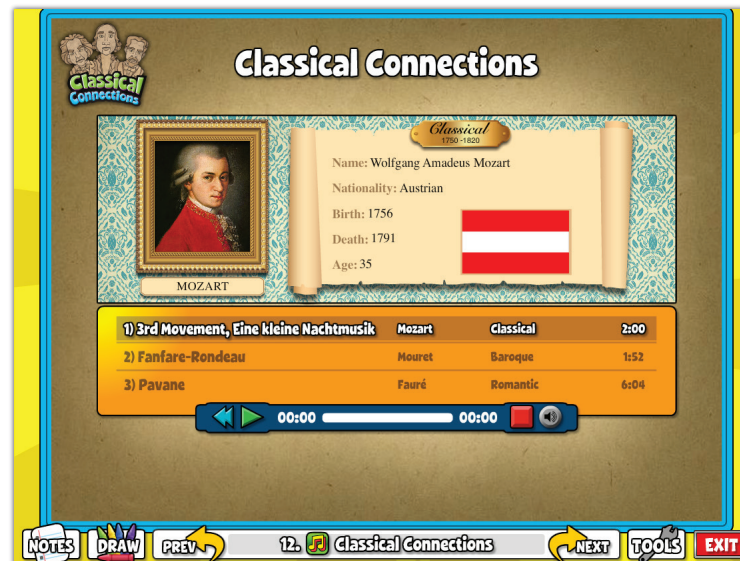 Classical Connections
Classical
Connections
Classical
1750 -1820
Name: Wolfgang Amadeus Mozart
Nationality: Austrian
Birth: 1756
Death: 1791
Age: 35
MOZART
1) 3rd Movement, Eine kleine Nachtmusik Mozart Classical 2:00
2) Fanfare-Rondeau Mouret Baroque 1:52
3) Pavane Fauré Romantic 6:04
00:00 00:00
NOTES DRAW PREV 12. Classical Connections NEXT TOOLS EXIT